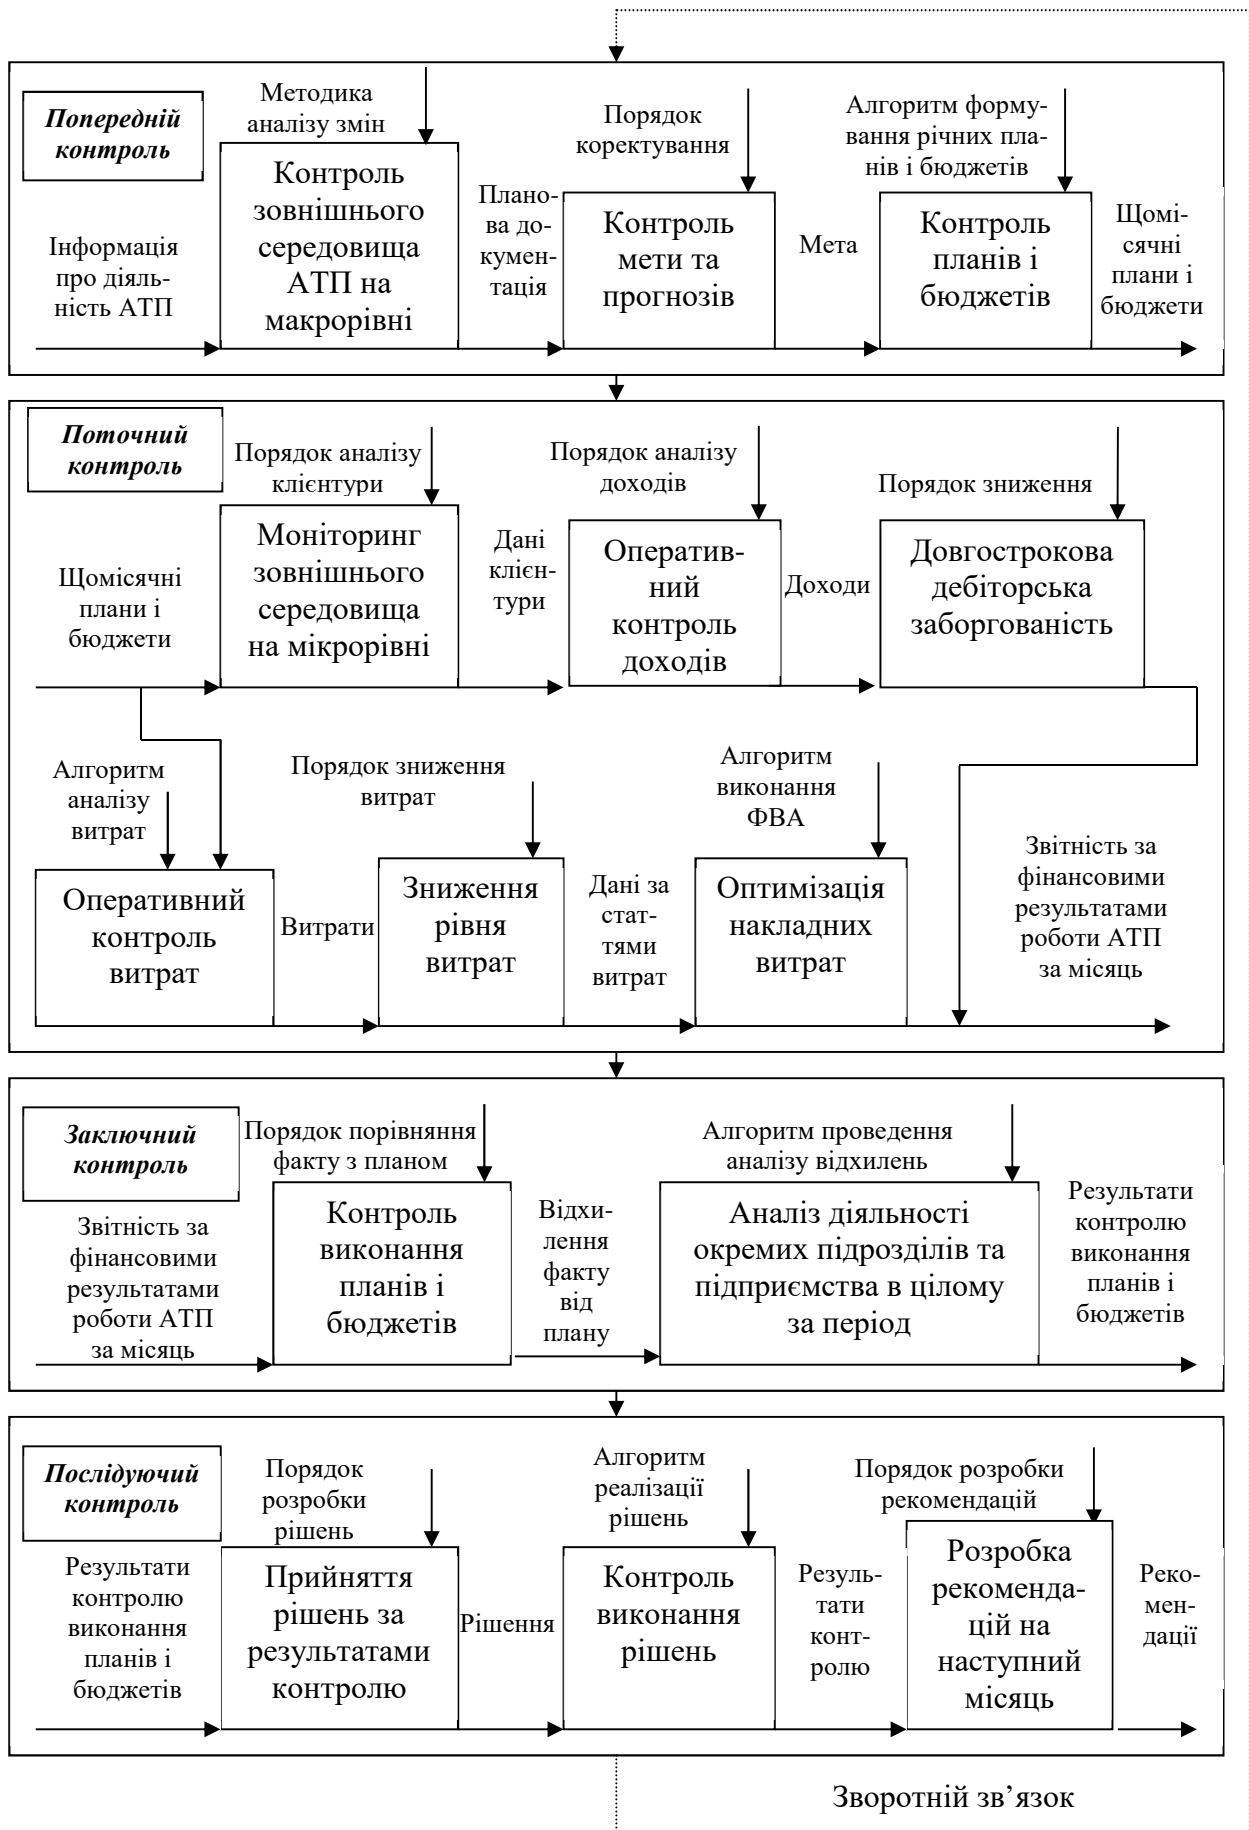 Попередній
контроль
Методика
аналізу змін
Порядок
коректування
Алгоритм форму-
вання річних пла-
нів і бюджетів
Інформація
про діяль-
ність АТП
Контроль
зовнішнього
середовища
АТП на
макрорівні
Плано-
ва до-
кумен-
тація
Контроль
мети та
прогнозів
Мета
Контроль
планів і
бюджетів
Щомі-
сячні
плани і
бюджети
Поточний
контроль
Порядок аналізу
клієнтури
Порядок аналізу
доходів
Порядок зниження
Щомісячні
плани і
бюджети
Моніторинг
зовнішнього
середовища
на мікрорівні
Дані
клієн-
тури
Оператив-
ний
контроль
доходів
Доходи
Довгострокова
дебіторська
заборгованість
Алгоритм
аналізу
витрат
Порядок зниження
витрат
Алгоритм
виконання
ФВА
Оперативний
контроль
витрат
Витрати
Зниження
рівня
витрат
Дані за
стат-
тями
витрат
Оптимізація
накладних
витрат
Звітність за
фінансовими
результатами
роботи АТП
за місяць
Заключний
контроль
Порядок порівняння
факту з планом
Алгоритм проведення
аналізу відхилень
Звітність за
фінансовими
результатами
роботи АТП
за місяць
Контроль
виконання
планів і
бюджетів
Відхи-
лення
факту
від
плану
Аналіз діяльності
окремих підрозділів та
підприємства в цілому
за період
Результати
контролю
виконання
планів і
бюджетів
Послідуючий
контроль
Порядок
розробки
рішень
Алгоритм
реалізації
рішень
Порядок розробки
рекомендацій
Результати
контролю
виконання
планів і
бюджетів
Прийняття
рішень за
результатами
контролю
Рішення
Контроль
виконання
рішень
Резуль-
тати
конт-
ролю
Розробка
рекоменда-
цій на
наступний
місяць
Реко-
мен-
дації
Зворотній зв’язок